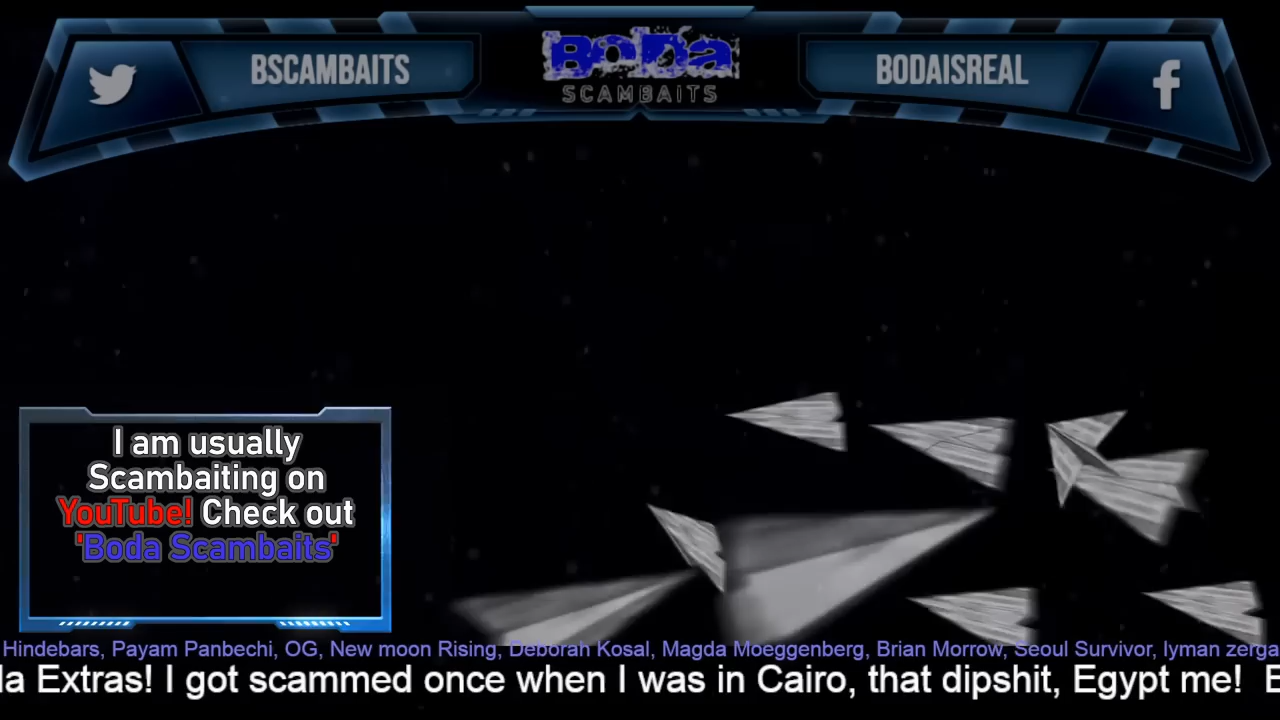 BSCAMBAITS
BoDa
SCAMBAITS
BODAISREAL
I am usually
Scambaiting on
YouTube! Check out
'Boda Scambaits'
Hindebars, Payam Panbechi, OG, New moon Rising, Deborah Kosal, Magda Moeggenberg, Brian Morrow, Seoul Survivor, lyman zerga
la Extras! I got scammed once when I was in Cairo, that dipshit, Egypt me!